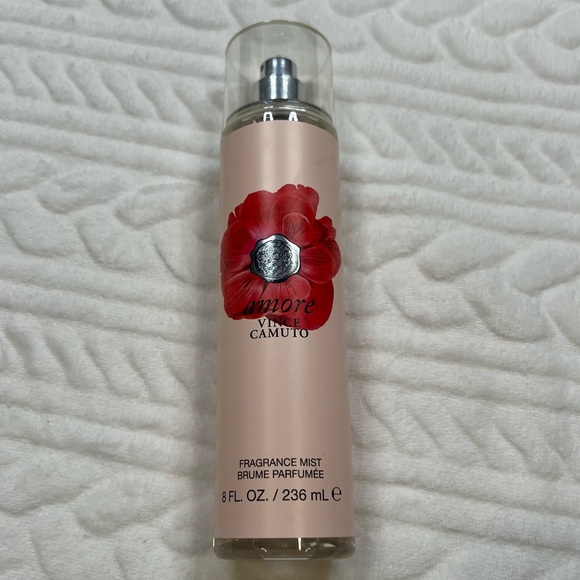 amore
VINCE
CAMUTO
FRAGRANCE MIST
BRUME PARFUMÉE
8 FL. OZ. / 236 mL ℮